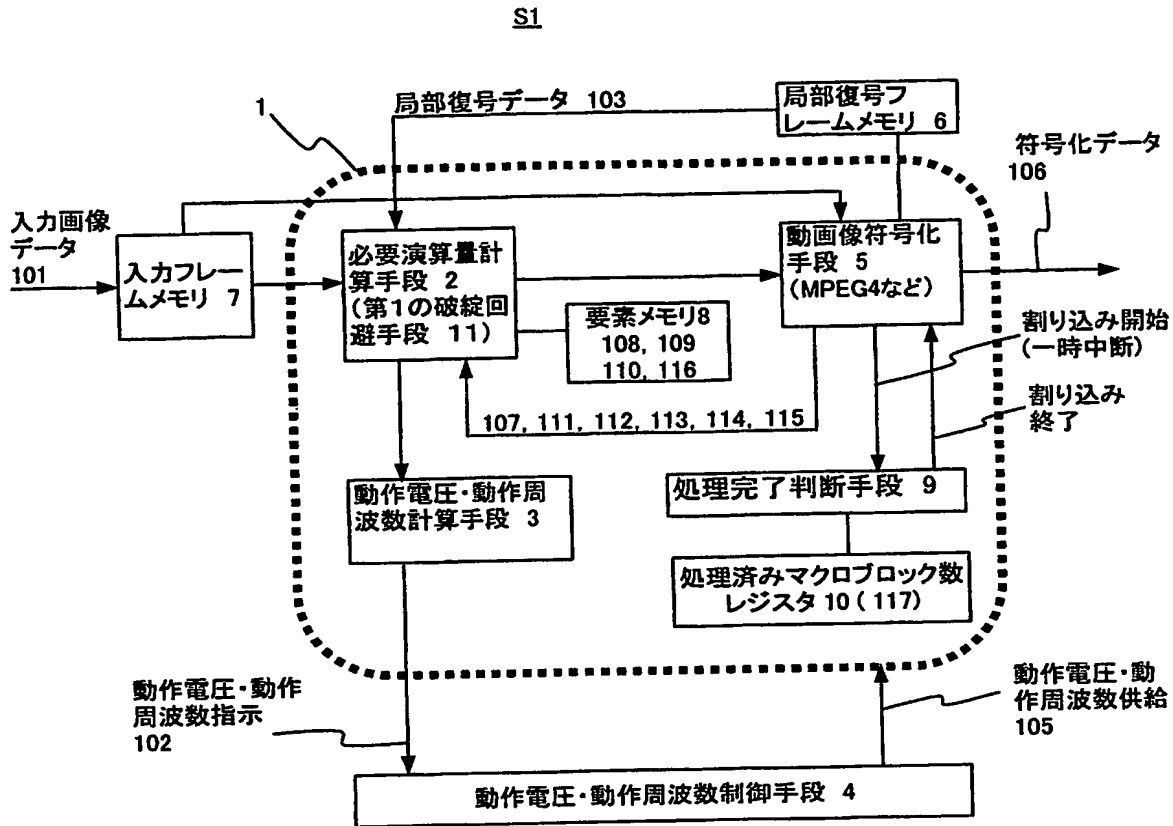 S1
局部復号データ 103
局部復号フ
レームメモリ 6
1
符号化データ
106
入力画像
データ
101
入力フレー
ムメモリ 7
必要演算量計
算手段 2
(第1の破綻回
避手段 11)
動画像符号化
手段 5
(MPEG4など)
要素メモリ8
108, 109
110, 116
割り込み開始
(一時中断)
割り込み
終了
107, 111, 112, 113, 114, 115
動作電圧・動作周
波数計算手段 3
処理完了判断手段 9
処理済みマクロブロック数
レジスタ 10 ( 117)
動作電圧・動作
周波数指示
102
動作電圧・動
作周波数供給
105
動作電圧・動作周波数制御手段 4